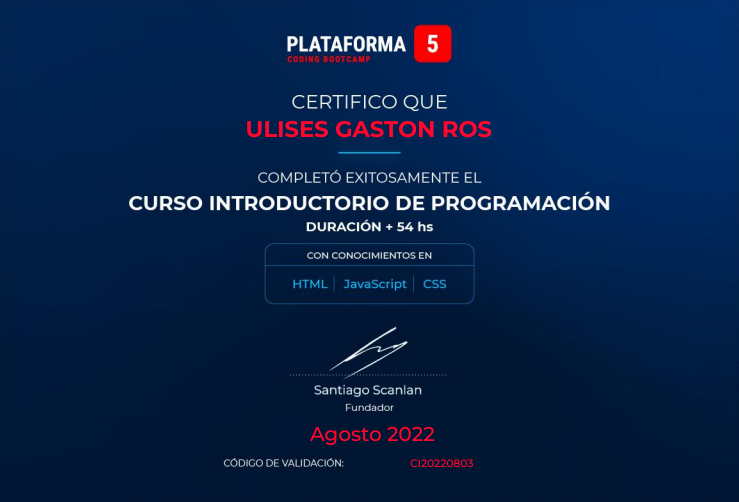 PLATAFORMA 5
CODING BOOTCAMP
CERTIFICO QUE
ULISES GASTON ROS
COMPLETÓ EXITOSAMENTE EL
CURSO INTRODUCTORIO DE PROGRAMACIÓN
DURACIÓN + 54 hs
CON CONOCIMIENTOS EN
HTML JavaScript CSS
Santiago Scanlan
Fundador
Agosto 2022
CÓDIGO DE VALIDACIÓN: CI20220803